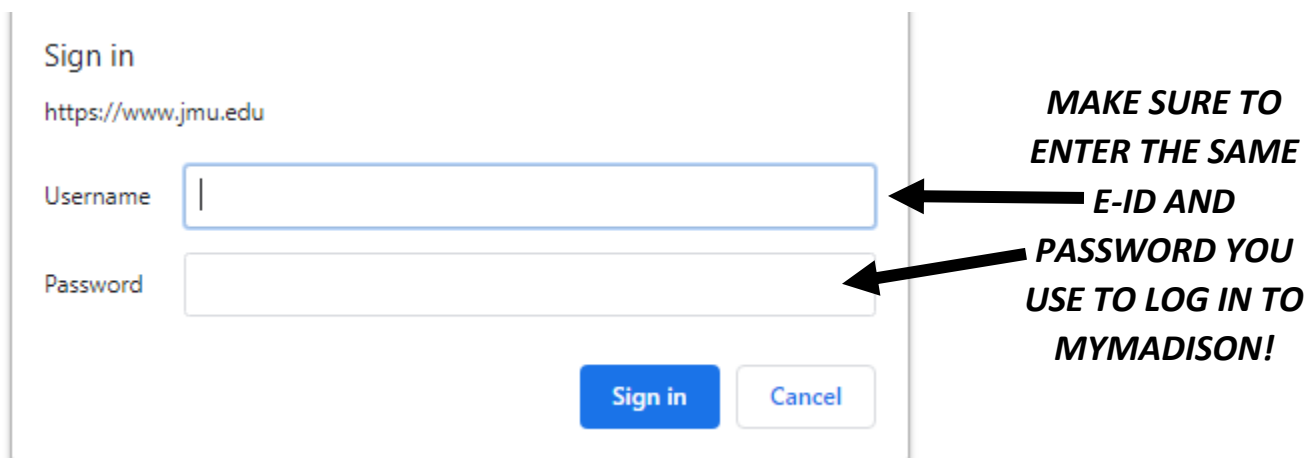 Sign in
https://www.jmu.edu
Username
Password
Sign in
Cancel
MAKE SURE TO
ENTER THE SAME
E-ID AND
PASSWORD YOU
USE TO LOG IN TO
MYMADISON!